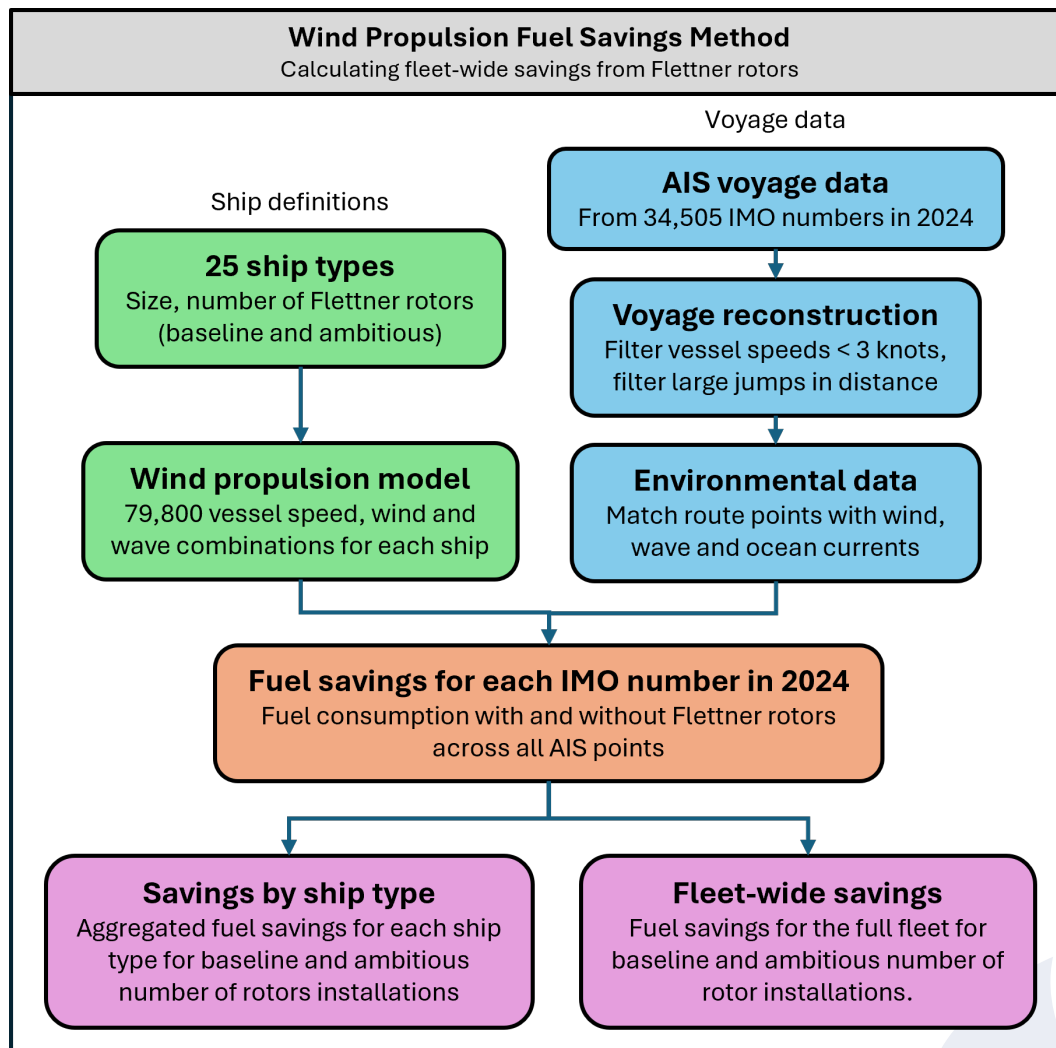 Wind Propulsion Fuel Savings Method
Calculating fleet-wide savings from Flettner rotors
Ship definitions
25 ship types
Size, number of Flettner rotors
(baseline and ambitious)
Wind propulsion model
79,800 vessel speed, wind and
wave combinations for each ship
Voyage data
AIS voyage data
From 34,505 IMO numbers in 2024
Voyage reconstruction
Filter vessel speeds < 3 knots,
filter large jumps in distance
Environmental data
Match route points with wind,
wave and ocean currents
Fuel savings for each IMO number in 2024
Fuel consumption with and without Flettner rotors
across all AIS points
Savings by ship type
Aggregated fuel savings for each ship
type for baseline and ambitious
number of rotors installations
Fleet-wide savings
Fuel savings for the full fleet for
baseline and ambitious number of
rotor installations.